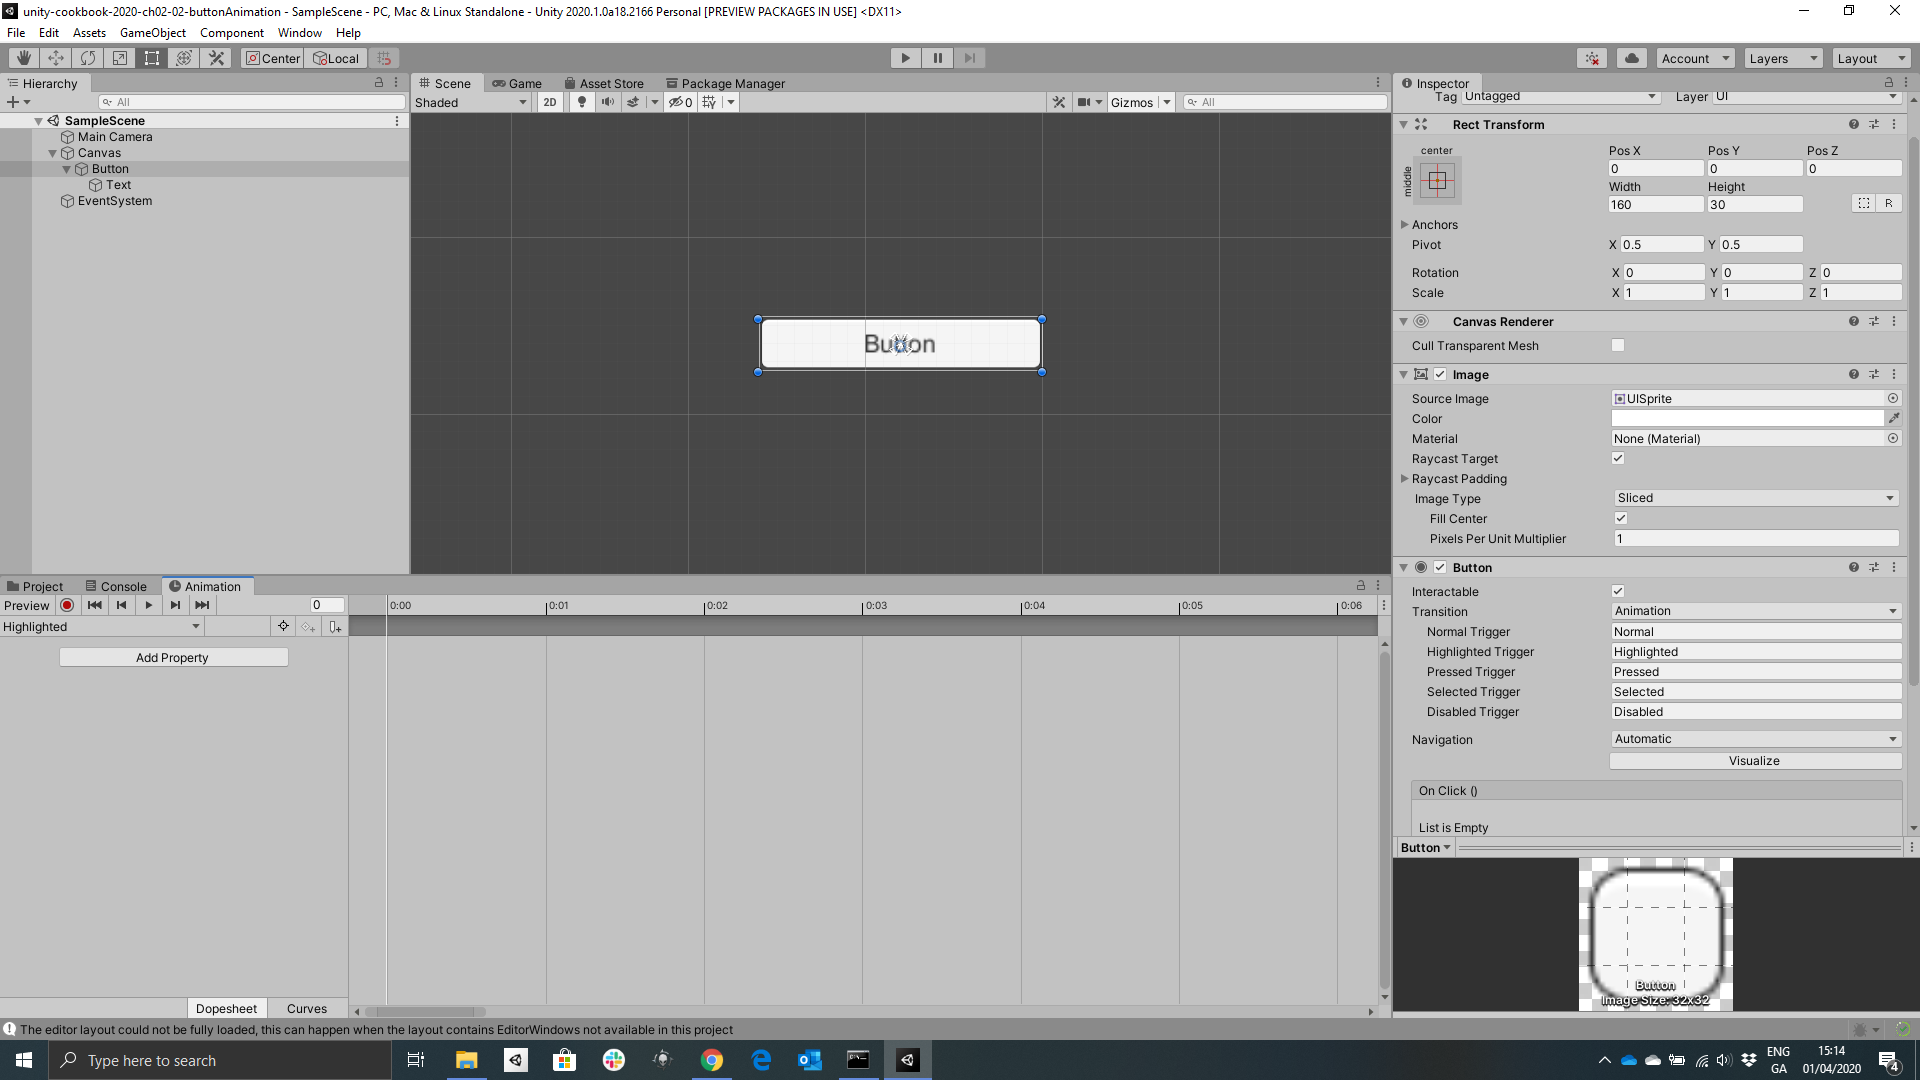 unity-cookbook-2020-ch02-02-buttonAnimation - SampleScene - PC, Mac & Linux Standalone - Unity 2020.1.0a18.2166 Personal [PREVIEW PACKAGES IN USE] <DX11>
File Edit Assets GameObject Component Window Help
Center Local Account Layers Layout
Hierarchy
All
SampleScene
Main Camera
Canvas
Button
Text
EventSystem
Scene Game Asset Store Package Manager
Shaded 2D 0 Gizmos All
Button
Inspector
Tag Untagged Layer UI
Rect Transform
center
middle
Pos X Pos Y Pos Z
0 0 0
Width Height
160 30 R
Anchors
Pivot X 0.5 Y 0.5
Rotation X 0 Y 0 Z 0
Scale X 1 Y 1 Z 1
Canvas Renderer
Cull Transparent Mesh
Image
Source Image UISprite
Color
Material None (Material)
Raycast Target
Raycast Padding
Image Type Sliced
Fill Center
Pixels Per Unit Multiplier 1
Button
Interactable
Transition Animation
Normal Trigger Normal
Highlighted Trigger Highlighted
Pressed Trigger Pressed
Selected Trigger Selected
Disabled Trigger Disabled
Navigation Automatic
Visualize
On Click ()
List is Empty
Button
Button
Image Size: 32x32
Project Console Animation
Preview 0 0:00 0:01 0:02 0:03 0:04 0:05 0:06
Highlighted
Add Property
Dopesheet Curves
The editor layout could not be fully loaded, this can happen when the layout contains EditorWindows not available in this project
Type here to search
ENG
GA
15:14
01/04/2020
4